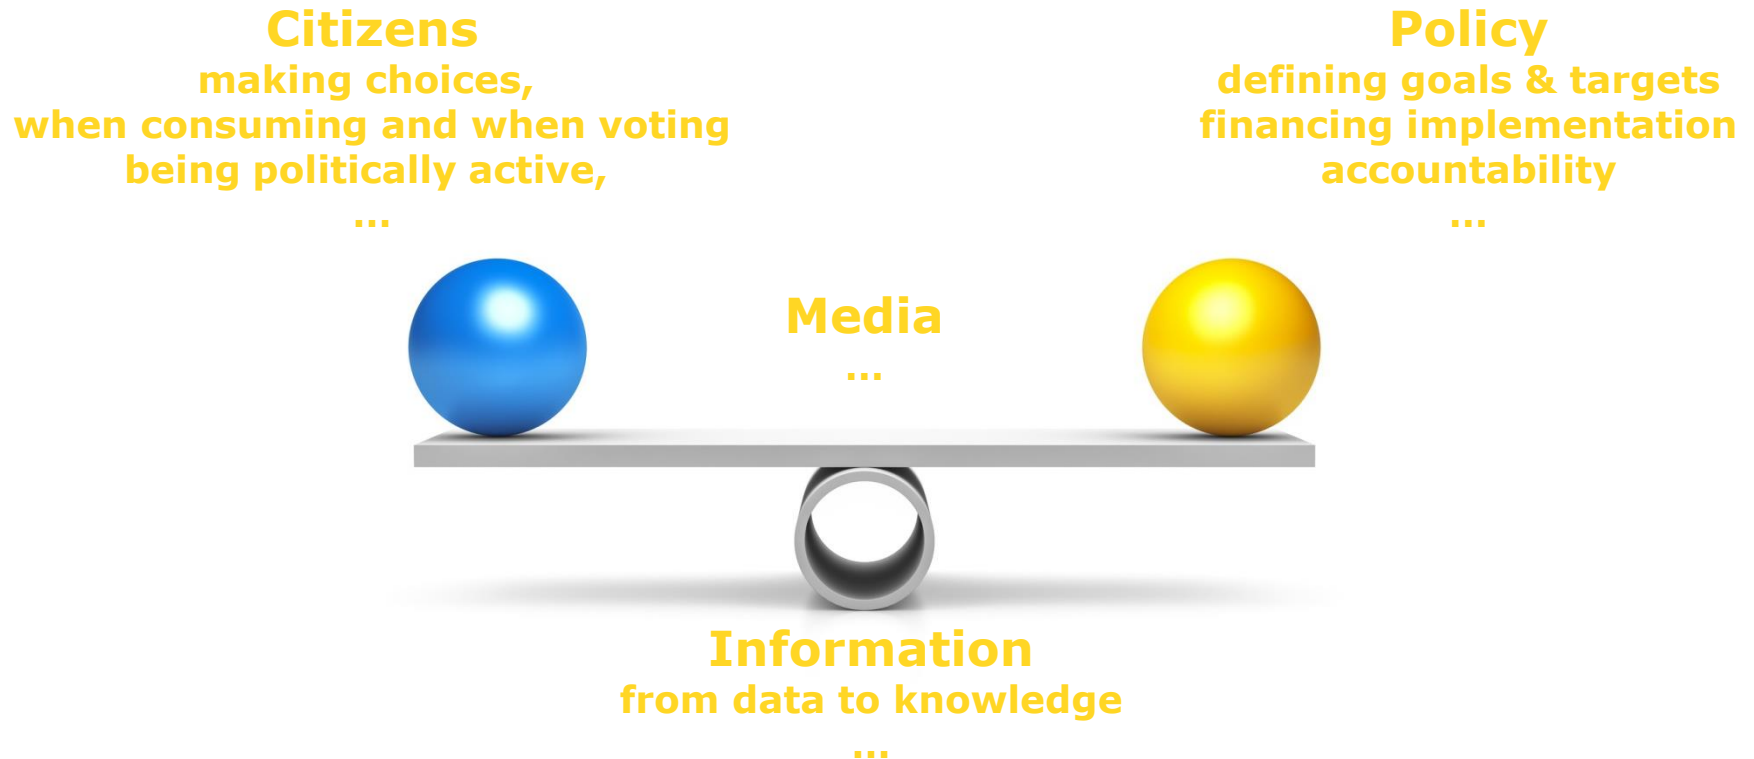 Citizens
making choices,
when consuming and when voting
being politically active,
...
Policy
defining goals & targets
financing implementation
accountability
...
Media
...
Information
from data to knowledge
...